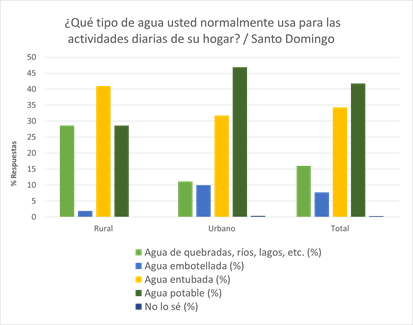 ¿Qué tipo de agua usted normalmente usa para las
actividades diarias de su hogar? / Santo Domingo
50
45
40
35
30
25
20
15
10
5
0
% Respuestas
Rural Urbano Total
Agua de quebradas, ríos, lagos, etc. (%)
Agua embotellada (%)
Agua entubada (%)
Agua potable (%)
No lo sé (%)